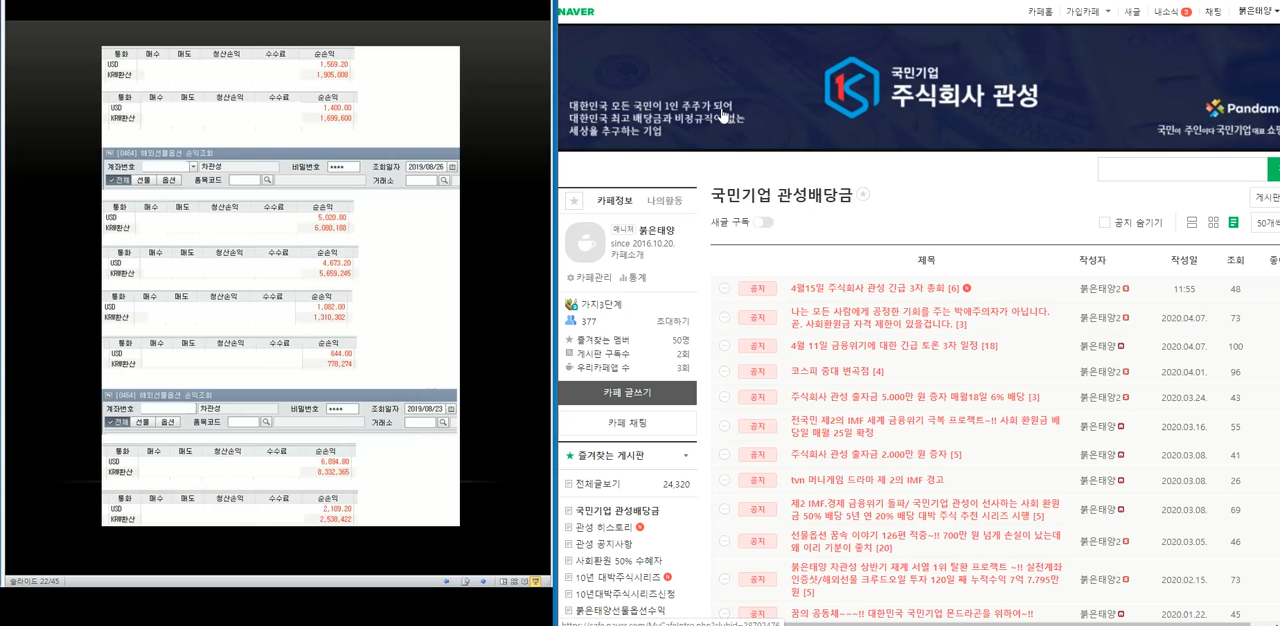 통화 매수 매도 청산손익 수수료 순손익
USD 1,569.20
KRW환산 1,905,008
통화 매수 매도 청산손익 수수료 순손익
USD 1,400.00
KRW환산 1,699,600
[0464] 해외선물옵션 손익조회
계좌번호 차관성 비밀번호 **** 조회일자 2019/08/26
전체 선물 옵션 품목코드 거래소
통화 매수 매도 청산손익 수수료 순손익
USD 5,020.80
KRW환산 6,080,188
통화 매수 매도 청산손익 수수료 순손익
USD 4,673.20
KRW환산 5,659,245
통화 매수 매도 청산손익 수수료 순손익
USD 1,082.00
KRW환산 1,310,302
통화 매수 매도 청산손익 수수료 순손익
USD 644.00
KRW환산 778,274
[0464] 해외선물옵션 손익조회
계좌번호 차관성 비밀번호 **** 조회일자 2019/08/23
전체 선물 옵션 품목코드 거래소
통화 매수 매도 청산손익 수수료 순손익
USD 6,894.80
KRW환산 8,332,365
통화 매수 매도 청산손익 수수료 순손익
USD 2,109.20
KRW환산 2,538,422
슬라이드 22/45
NAVER
카페홈 가입카페 새글 내소식 3 채팅 붉은태양
대한민국 모든 국민이 1인 주주가 되어
대한민국 최고 배당금과 비정규직 없는
세상을 추구하는 기업
국민기업
주식회사 관성
Pandame
국민이 주인이다 국민기업대표 쇼핑
카페정보 나의활동
매니저 붉은태양
since 2016.10.20.
카페소개
카페관리 통계
가지3단계
377 초대하기
즐겨찾는 멤버 50명
게시판 구독수 2회
우리카페앱 수 3회
카페 글쓰기
카페 채팅
즐겨찾는 게시판
전체글보기 24,320
국민기업 관성배당금
관성 히스토리
관성 공지사항
사회환원 50% 수혜자
10년 대박주식시리즈
10년대박주식시리즈신청
붉은태양선물옵션수익
국민기업 관성배당금
게시판
새글 구독 공지 숨기기 50개씩
제목 작성자 작성일 조회 좋아
공지 4월15일 주식회사 관성 긴급 3자 총회 [6] 붉은태양2 11:55 48
공지 나는 모든 사람에게 공정한 기회를 주는 박애주의자가 아닙니다.
곧. 사회환원금 자격 제한이 있을겁니다. [3] 붉은태양2 2020.04.07. 73
공지 4월 11일 금융위기에 대한 긴급 토론 3자 일정 [18] 붉은태양 2020.04.07. 100
공지 코스피 중대 변곡점 [4] 붉은태양2 2020.04.01. 96
공지 주식회사 관성 출자금 5.000만 원 증자 매월18일 6% 배당 [3] 붉은태양2 2020.03.24. 43
공지 전국민 제2의 IMF 세계 금융위기 극복 프로젝트~!! 사회 환원금 배
당일 매월 25일 확정 붉은태양 2020.03.16. 55
공지 주식회사 관성 출자금 2.000만 원 증자 [5] 붉은태양 2020.03.08. 41
공지 tvn 머니게임 드라마 제 2의 IMF 경고 붉은태양 2020.03.08. 26
공지 제2 IMF.경제 금융위기 돌파/ 국민기업 관성이 선사하는 사회 환원
금 50% 배당 5년 연 20% 배당 대박 주식 추천 시리즈 시행 [5] 붉은태양 2020.03.08. 69
공지 선물옵션 꿈속 이야기 126편 적중~!! 700만 원 넘게 손실이 났는데
왜 이리 기분이 좋지 [20] 붉은태양2 2020.03.05. 46
공지 붉은태양 차관성 상반기 재계 서열 1위 탈환 프로젝트 ~!! 실전계좌
인증샷/해외선물 크루드오일 투자 120일 째 누적수익 7억 7.795만
원 [5] 붉은태양2 2020.02.15. 73
공지 꿈의 공동체~~~!! 대한민국 국민기업 몬드라곤을 위하여~!! 붉은태양 2020.01.22. 45
https://cafe.naver.com/MyCafeIntro.nhn?clubid=28702476